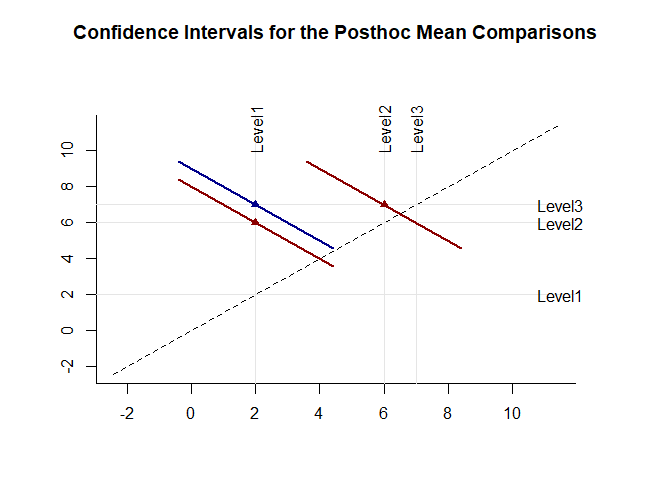 Confidence Intervals for the Posthoc Mean Comparisons
Level1
Level2
Level3
10
8
6
4
2
0
-2
Level3
Level2
Level1
-2 0 2 4 6 8 10